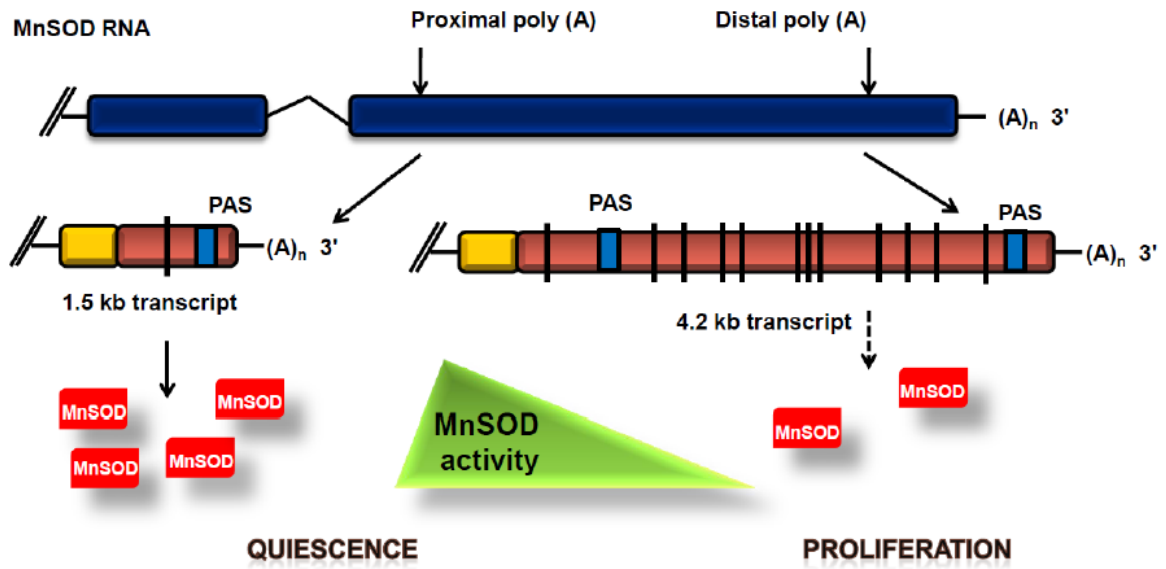 MnSOD RNA
Proximal poly (A)
Distal poly (A)
(A)n 3'
PAS
(A)n 3'
1.5 kb transcript
PAS
PAS
(A)n 3'
4.2 kb transcript
MnSOD
MnSOD
MnSOD
MnSOD
MnSOD
activity
MnSOD
MnSOD
QUIESCENCE
PROLIFERATION